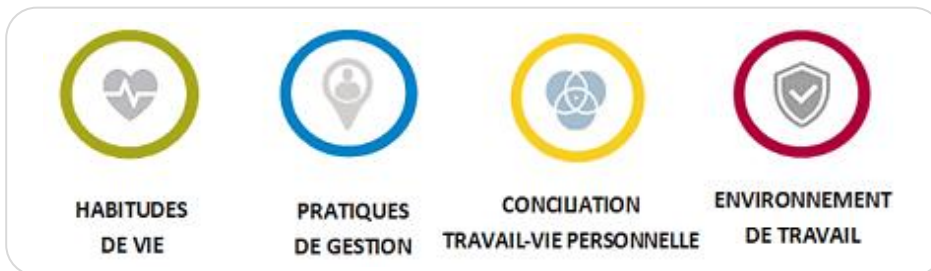 HABITUDES
DE VIE
PRATIQUES
DE GESTION
CONCILIATION
TRAVAIL-VIE PERSONNELLE
ENVIRONNEMENT
DE TRAVAIL